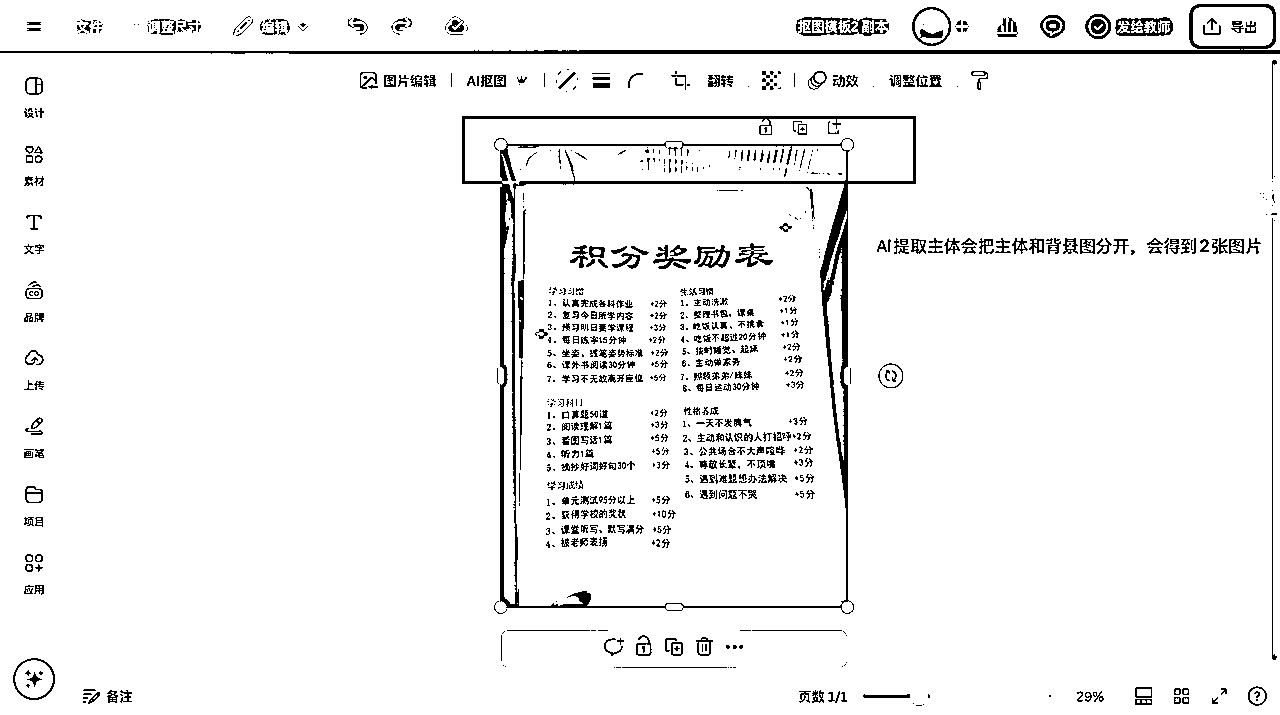 文件 调整尺寸 编辑 抠图模板2 副本 发给教师 导出
图片编辑 AI抠图 翻转 动效 调整位置
设计
素材
文字
品牌
上传
画笔
项目
应用
AI提取主体会把主体和背景图分开，会得到2张图片
积分奖励表
学习习惯
1、认真完成各科作业 +2分
2、复习今日所学内容 +2分
3、预习明日要学课程 +3分
4、每日练字15分钟 +2分
5、坐姿、握笔姿势标准 +2分
6、课外书阅读30分钟 +5分
7、学习不无故离开座位 +5分
生活习惯
1、主动洗漱 +2分
2、整理书包、课桌 +1分
3、吃饭认真、不挑食 +1分
4、吃饭不超过20分钟 +1分
5、按时睡觉、起床 +2分
6、主动做家务 +2分
7、照顾弟弟/妹妹 +2分
8、每日运动30分钟 +3分
学习科目
1、口算题50道 +2分
2、阅读理解1篇 +3分
3、看图写话1篇 +5分
4、听力1篇 +5分
5、摘抄好词好句30个 +3分
性格养成
1、一天不发脾气 +3分
2、主动和认识的人打招呼+2分
3、公共场合不大声喧哗 +2分
4、尊敬长辈，不顶嘴 +3分
5、遇到难题想办法解决 +5分
6、遇到问题不哭 +5分
学习成绩
1、单元测试95分以上 +5分
2、获得学校的奖状 +10分
3、课堂听写、默写满分 +5分
4、被老师表扬 +2分
备注 页数 1/1 29%